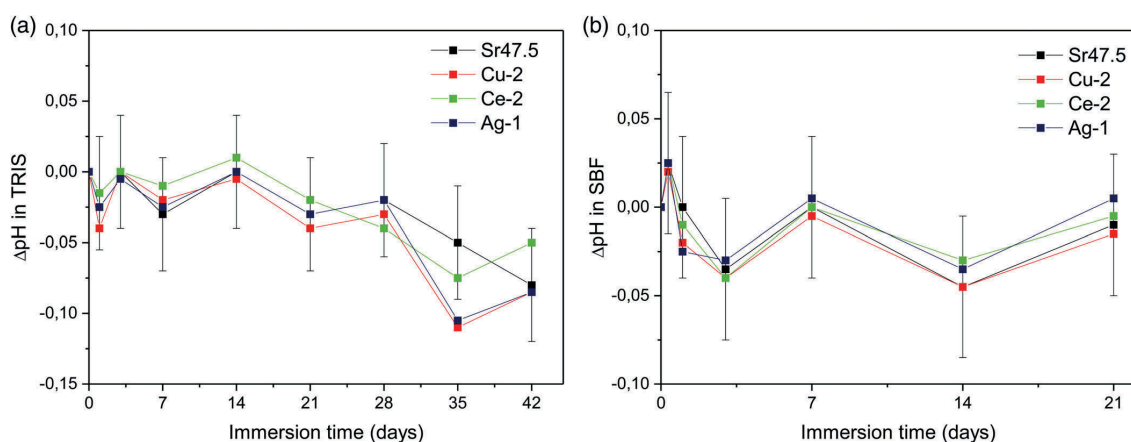 (a)
0,10
0,05
0,00
-0,05
-0,10
-0,15
ΔpH in TRIS
Sr47.5
Cu-2
Ce-2
Ag-1
0 7 14 21 28 35 42
Immersion time (days)
(b)
0,10
0,05
0,00
-0,05
-0,10
ΔpH in SBF
Sr47.5
Cu-2
Ce-2
Ag-1
0 7 14 21
Immersion time (days)